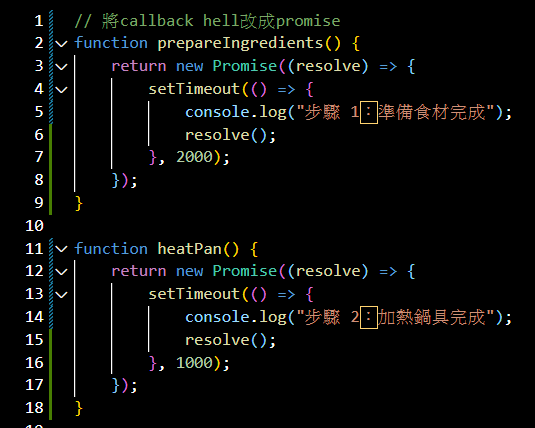 1 // 將callback hell改成promise
2 function prepareIngredients() {
3 return new Promise((resolve) => {
4 setTimeout(() => {
5 console.log("步驟 1：準備食材完成");
6 resolve();
7 }, 2000);
8 });
9 }
10
11 function heatPan() {
12 return new Promise((resolve) => {
13 setTimeout(() => {
14 console.log("步驟 2：加熱鍋具完成");
15 resolve();
16 }, 1000);
17 });
18 }